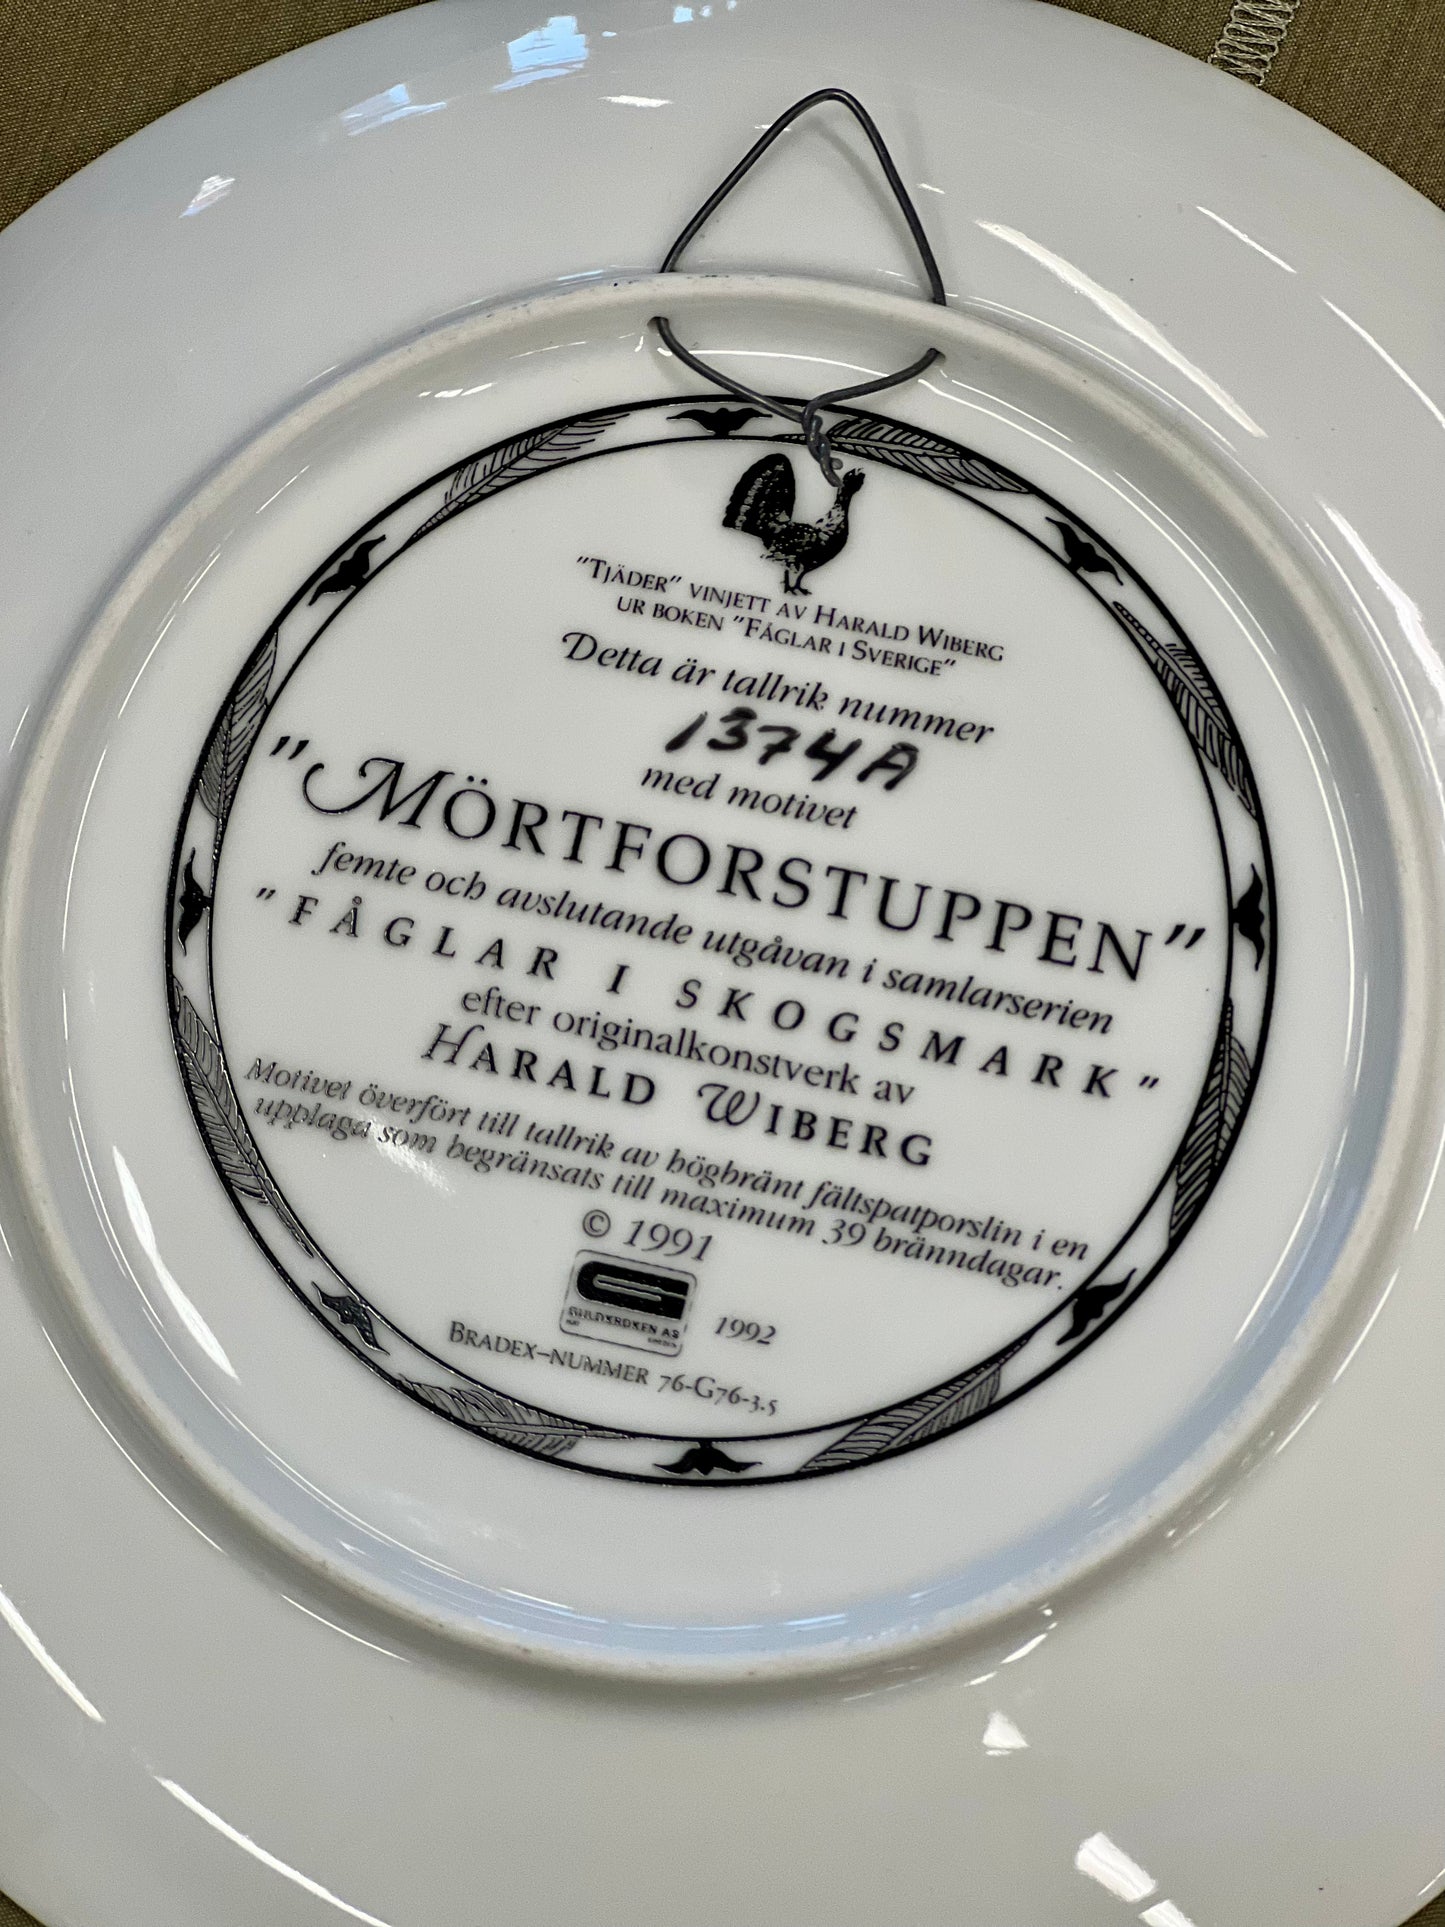 "Tjäder" vinjett av Harald Wiberg
ur boken "Fåglar i Sverige"
Detta är tallrik nummer
1374A
med motivet
"MÖRTFORSTUPPEN"
femte och avslutande utgåvan i samlarserien
"FÅGLAR I SKOGSMARK"
efter originalkonstverk av
HARALD WIBERG
Motivet överfört till tallrik av högbränt fältspatporslin i en
upplaga som begränsats till maximum 39 bränndagar.
© 1991
GULDKROKEN AS
1992
Bradex-nummer 76-G76-3.5